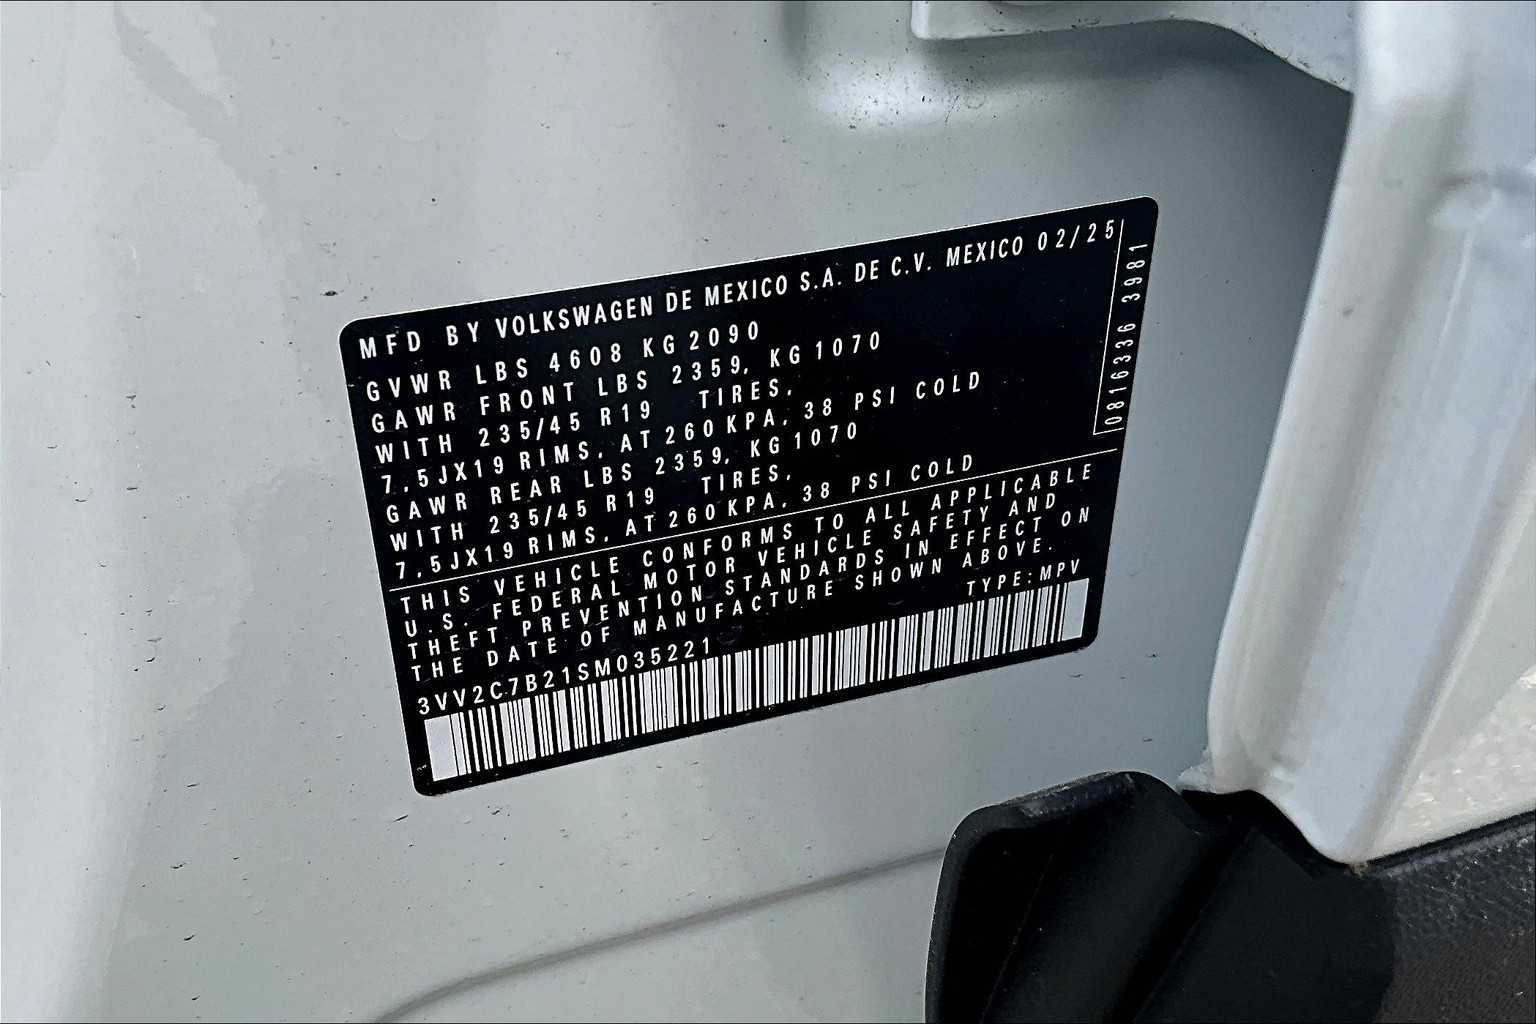 MFD BY VOLKSWAGEN DE MEXICO S.A. DE C.V. MEXICO 02/25
GVWR LBS 4608 KG 2090
GAWR FRONT LBS 2359, KG 1070
WITH 235/45 R19 TIRES,
7,5JX19 RIMS, AT 260 KPA, 38 PSI COLD
GAWR REAR LBS 2359, KG 1070
WITH 235/45 R19 TIRES,
7,5JX19 RIMS, AT 260 KPA, 38 PSI COLD
0816336 3981
THIS VEHICLE CONFORMS TO ALL APPLICABLE
U.S. FEDERAL MOTOR VEHICLE SAFETY AND
THEFT PREVENTION STANDARDS IN EFFECT ON
THE DATE OF MANUFACTURE SHOWN ABOVE.
TYPE: MPV
3VV2C7B21SM035221